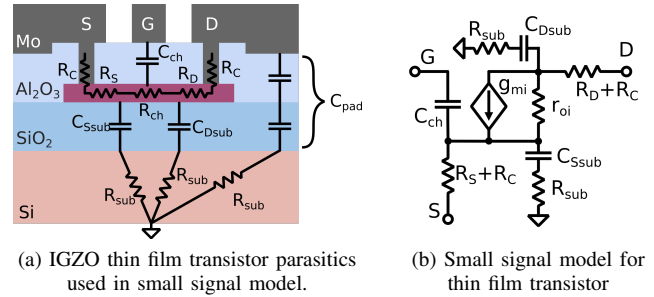 S G D
Mo
C_ch
R_C R_S R_D R_C
Al₂O₃
R_ch
C_pad
C_Ssub C_Dsub
SiO₂
R_sub R_sub R_sub
Si
(a) IGZO thin film transistor parasitics
used in small signal model.
R_sub C_Dsub
G D
g_mi
R_D+R_C
C_ch r_oi
C_Ssub
R_S+R_C R_sub
S
(b) Small signal model for
thin film transistor